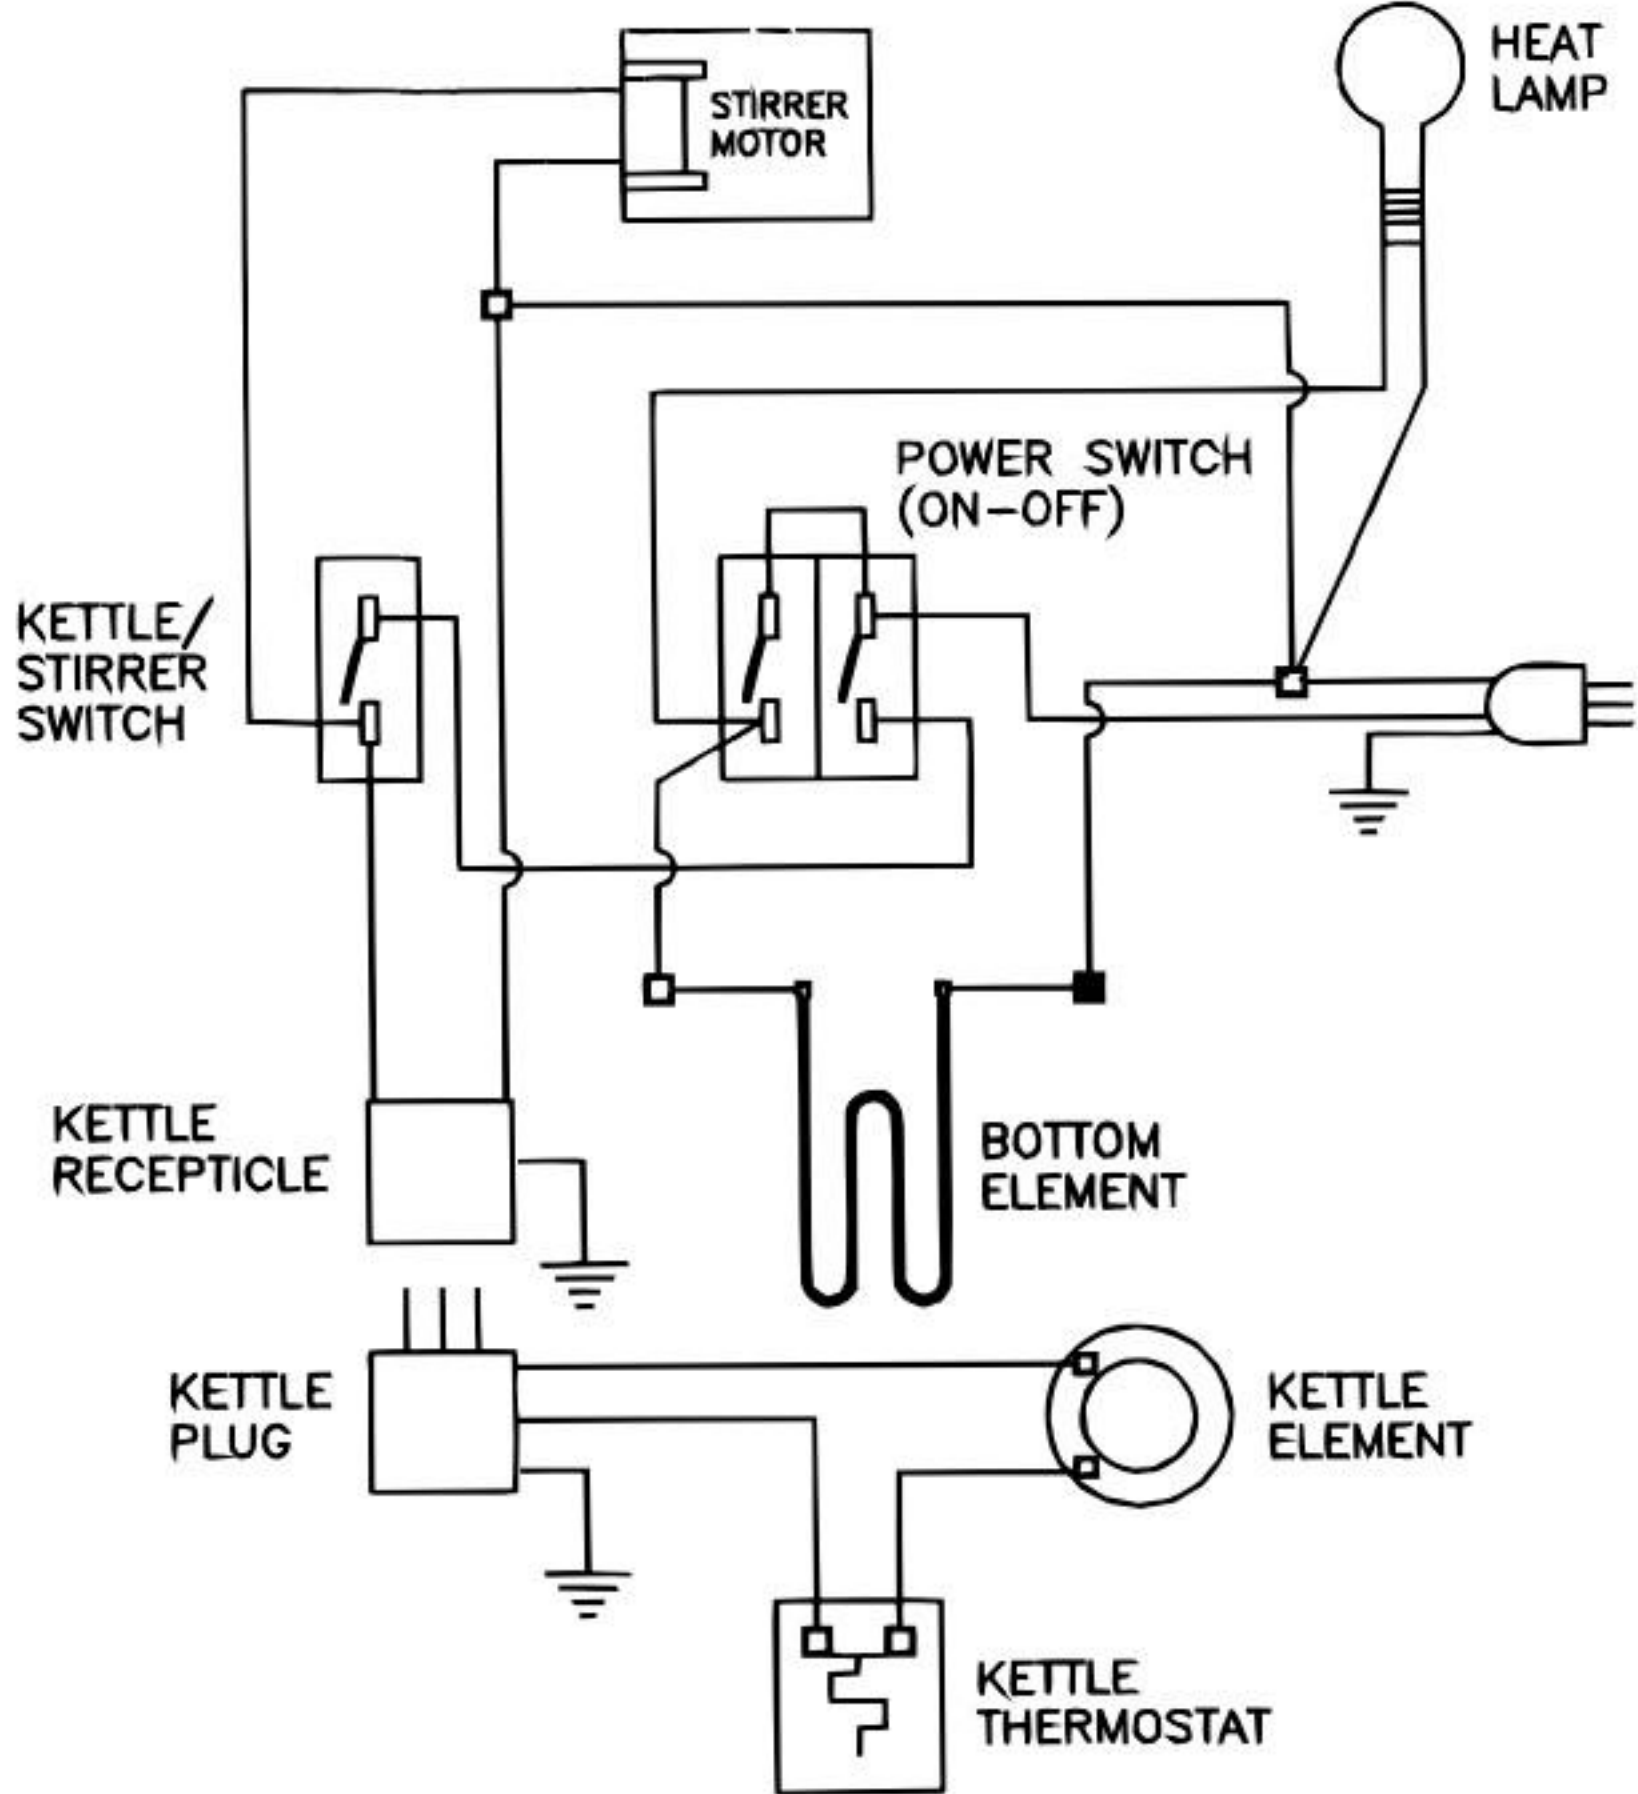 HEAT
LAMP
STIRRER
MOTOR
POWER SWITCH
(ON-OFF)
KETTLE/
STIRRER
SWITCH
KETTLE
RECEPTICLE
BOTTOM
ELEMENT
KETTLE
PLUG
KETTLE
ELEMENT
KETTLE
THERMOSTAT